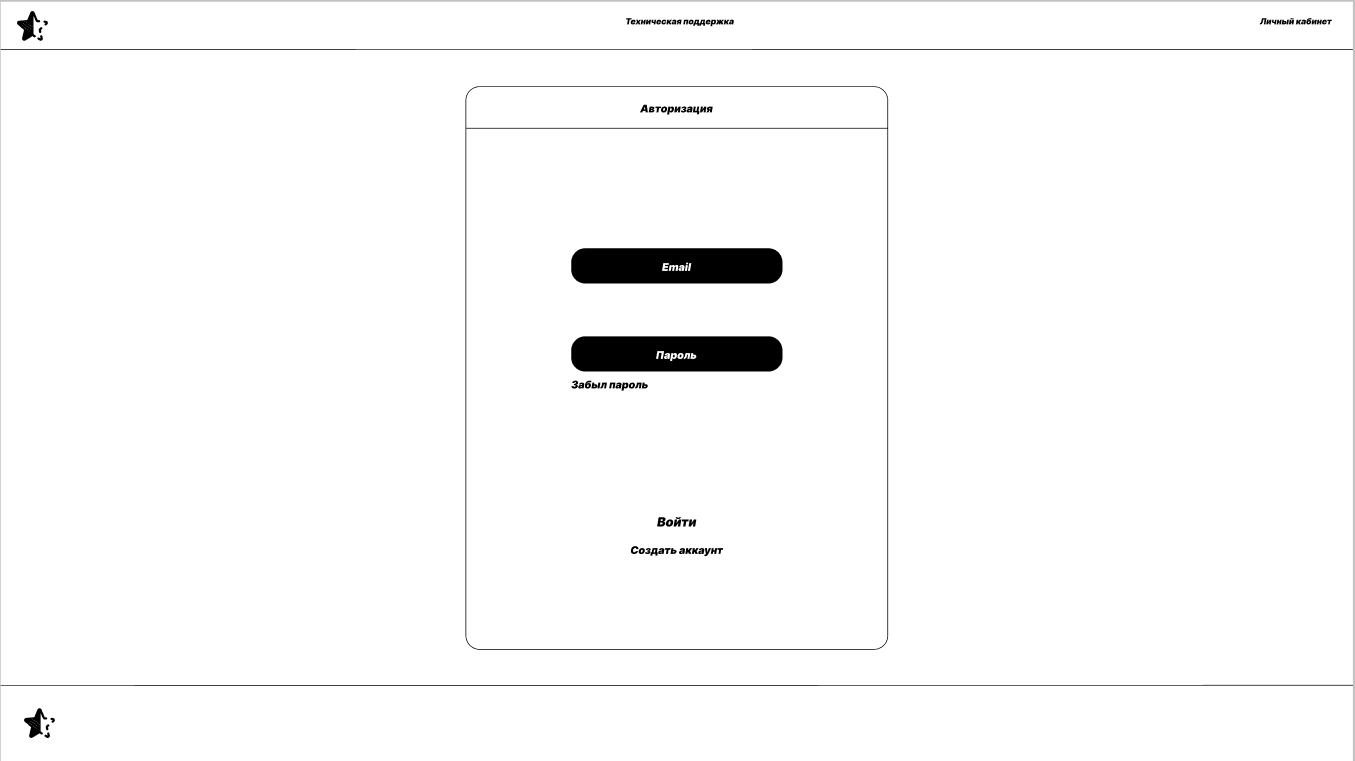 Техническая поддержка
Личный кабинет
Авторизация
Email
Пароль
Забыл пароль
Войти
Создать аккаунт